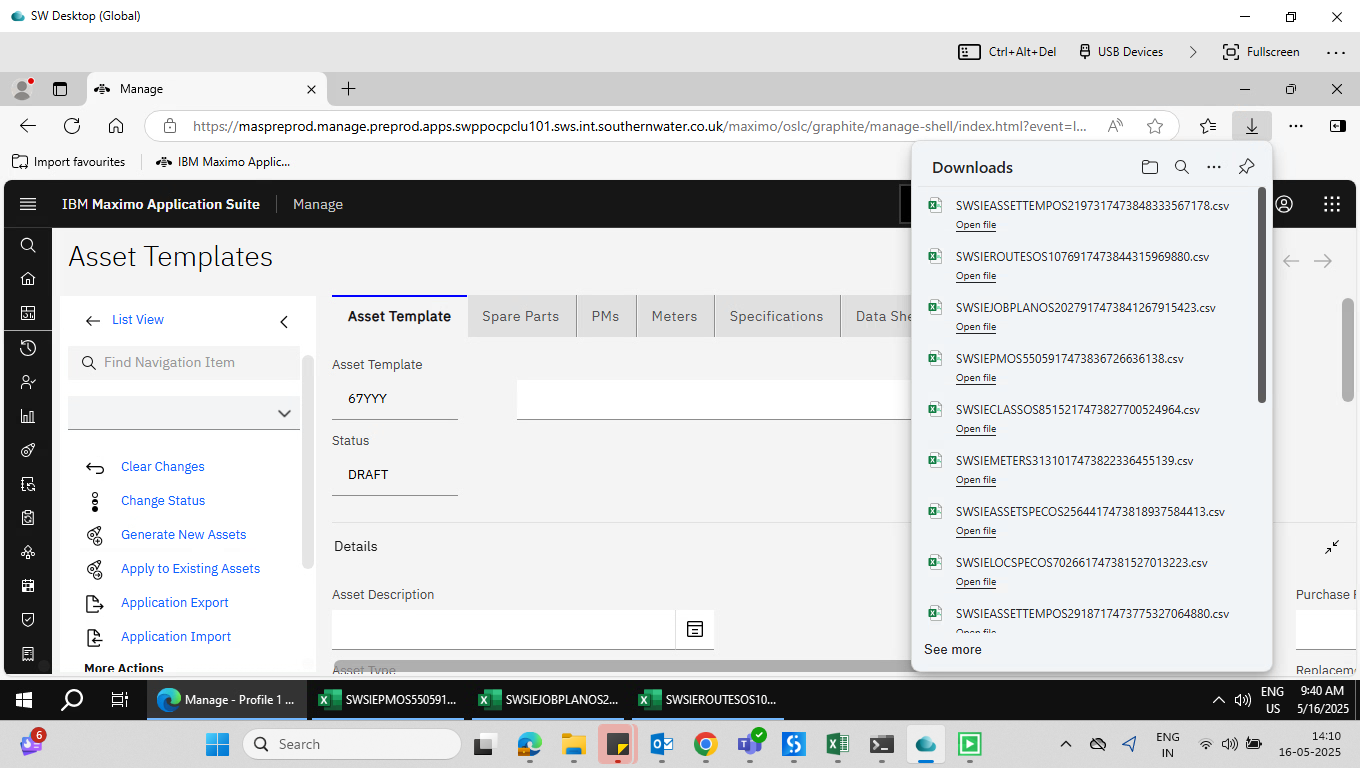 SW Desktop (Global)
Ctrl+Alt+Del
USB Devices
Fullscreen
Manage
https://maspreprod.manage.preprod.apps.swppocpclu101.sws.int.southernwater.co.uk/maximo/oslc/graphite/manage-shell/index.html?event=l...
Import favourites
IBM Maximo Applic...
Downloads
SWSIEASSETTEMPOS2197317473848333567178.csv
Open file
SWSIEROUTESOS1076917473844315969880.csv
Open file
SWSIEJOBPLANOS2027917473841267915423.csv
Open file
SWSIEPMOS5505917473836726636138.csv
Open file
SWSIECLASSOS8515217473827700524964.csv
Open file
SWSIEMETERS3131017473822336455139.csv
Open file
SWSIEASSETSPECOS2564417473818937584413.csv
Open file
SWSIELOCSPECOS702661747381527013223.csv
Open file
SWSIEASSETTEMPOS2918717473775327064880.csv
Open file
See more
IBM Maximo Application Suite
Manage
Asset Templates
List View
Find Navigation Item
Clear Changes
Change Status
Generate New Assets
Apply to Existing Assets
Application Export
Application Import
More Actions
Asset Template
Spare Parts
PMs
Meters
Specifications
Data She
Asset Template
67YYY
Status
DRAFT
Details
Asset Description
Asset Type
Purchase P
Replaceme
Manage - Profile 1 ...
SWSIEPMOS550591...
SWSIEJOBPLANOS2...
SWSIEROUTESOS10...
ENG
US
9:40 AM
5/16/2025
6
Search
ENG
IN
14:10
16-05-2025